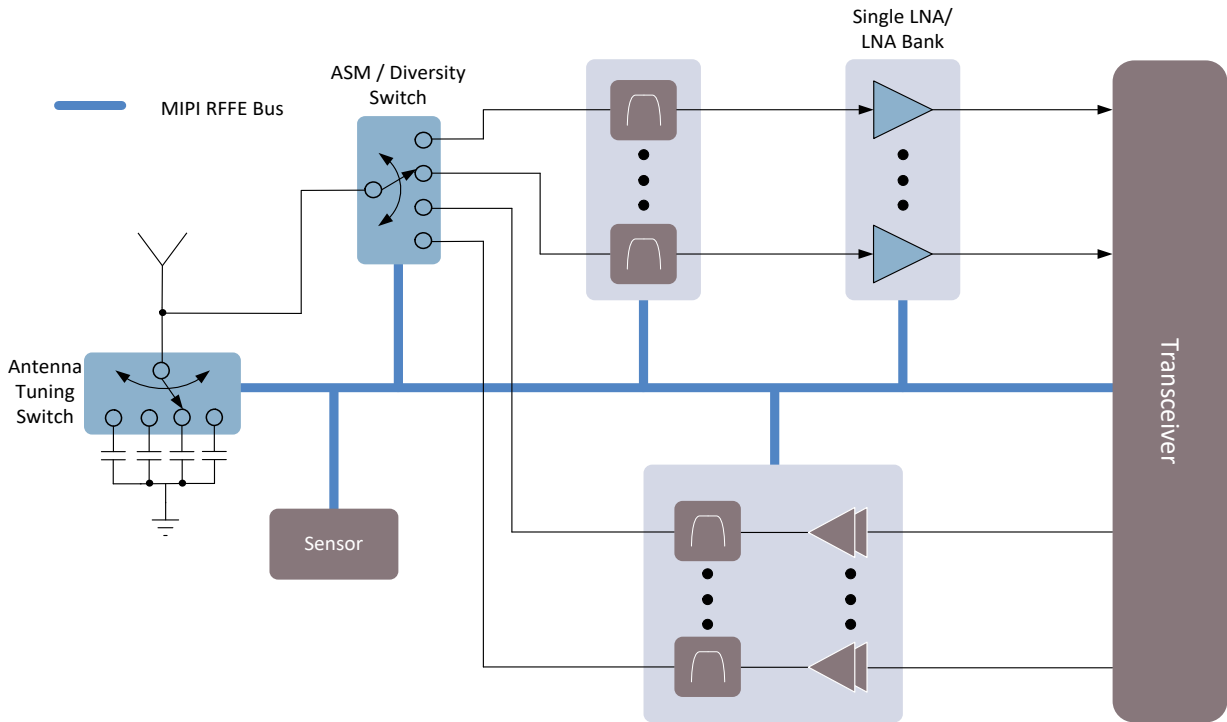 Single LNA/
LNA Bank
ASM / Diversity
Switch
MIPI RFFE Bus
Antenna
Tuning
Switch
Sensor
Transceiver